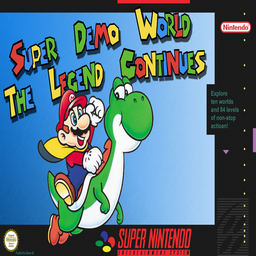 SUPER DEMO WORLD
THE LEGEND CONTINUES
Nintendo
Explore
ten worlds
and 84 levels
of non-stop
actioan!
SUPER NINTENDO
ENTERTAINMENT SYSTEM